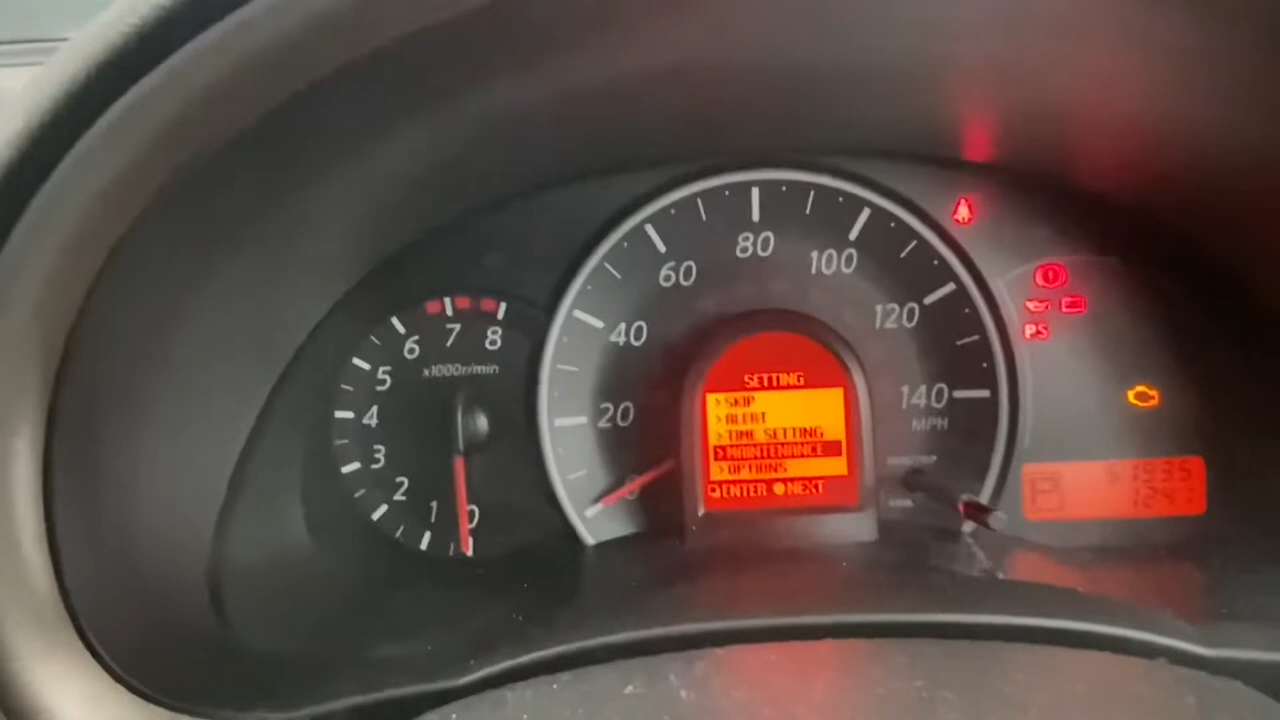 80
60
100
40
120
20
140
MPH
0
7
8
6
5
4
3
2
1
0
x1000r/min
SETTING
>SKIP
>ALERT
>TIME SETTING
>MAINTENANCE
>OPTIONS
ENTER NEXT
PS
P